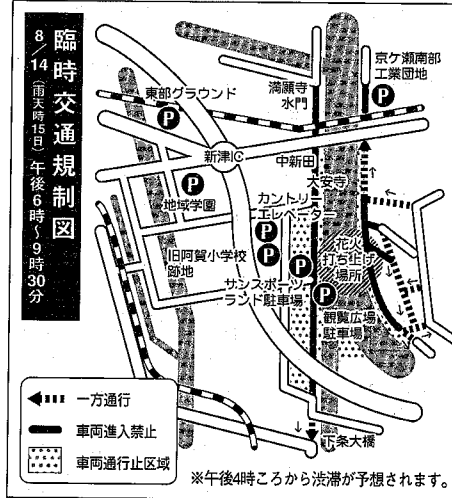 臨時交通規制図
8/14(雨天時15日)午後6時~9時30分
東部グラウンド
P
満願寺
水門
京ケ瀬南部
工業団地
P
新津IC
中新田
大安寺
P
地域学園
カントリー
エレベーター
P
P
旧阿賀小学校
跡地
花火
打ち上げ
場所
P
サンスポーツ
ランド駐車場
P
観覧広場
駐車場
下条大橋
一方通行
車両進入禁止
車両通行止区域
※午後4時ころから渋滞が予想されます。